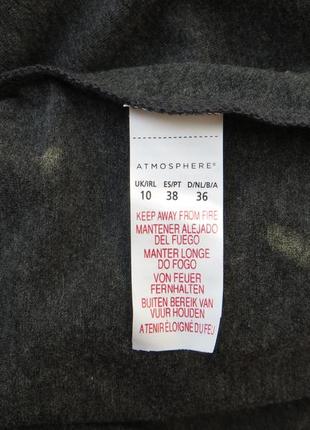 ATMOSPHERE®
UK/IRL ES/PT D/NL/B/A
10 38 36
KEEP AWAY FROM FIRE
MANTENER ALEJADO
DEL FUEGO
MANTER LONGE
DO FOGO
VON FEUER
FERNHALTEN
BUITEN BEREIK VAN
VUUR HOUDEN
A TENIR ÉLOIGNÉ DU FEU